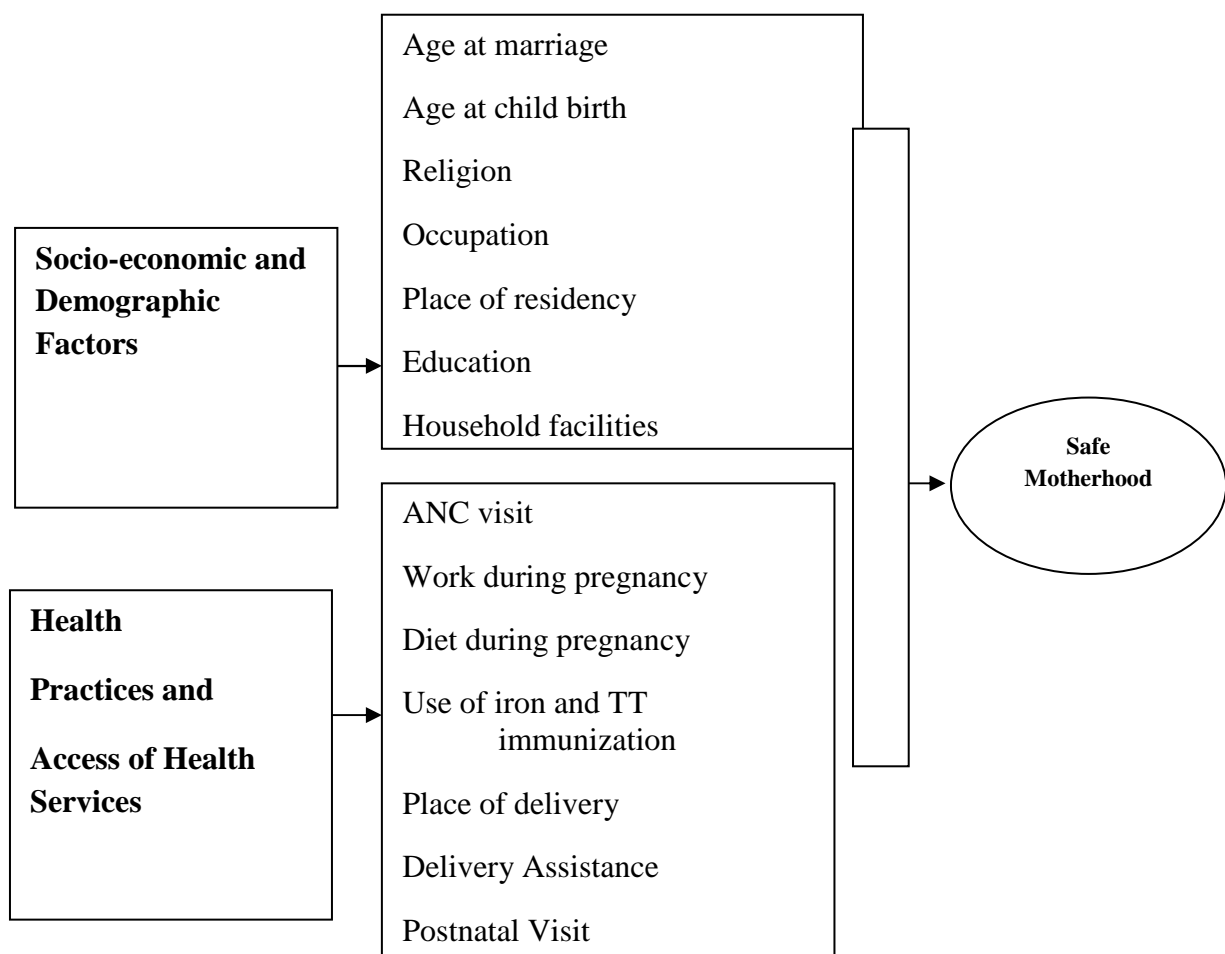 Socio-economic and
Demographic
Factors
Age at marriage
Age at child birth
Religion
Occupation
Place of residency
Education
Household facilities
Health
Practices and
Access of Health
Services
ANC visit
Work during pregnancy
Diet during pregnancy
Use of iron and TT
immunization
Place of delivery
Delivery Assistance
Postnatal Visit
Safe
Motherhood